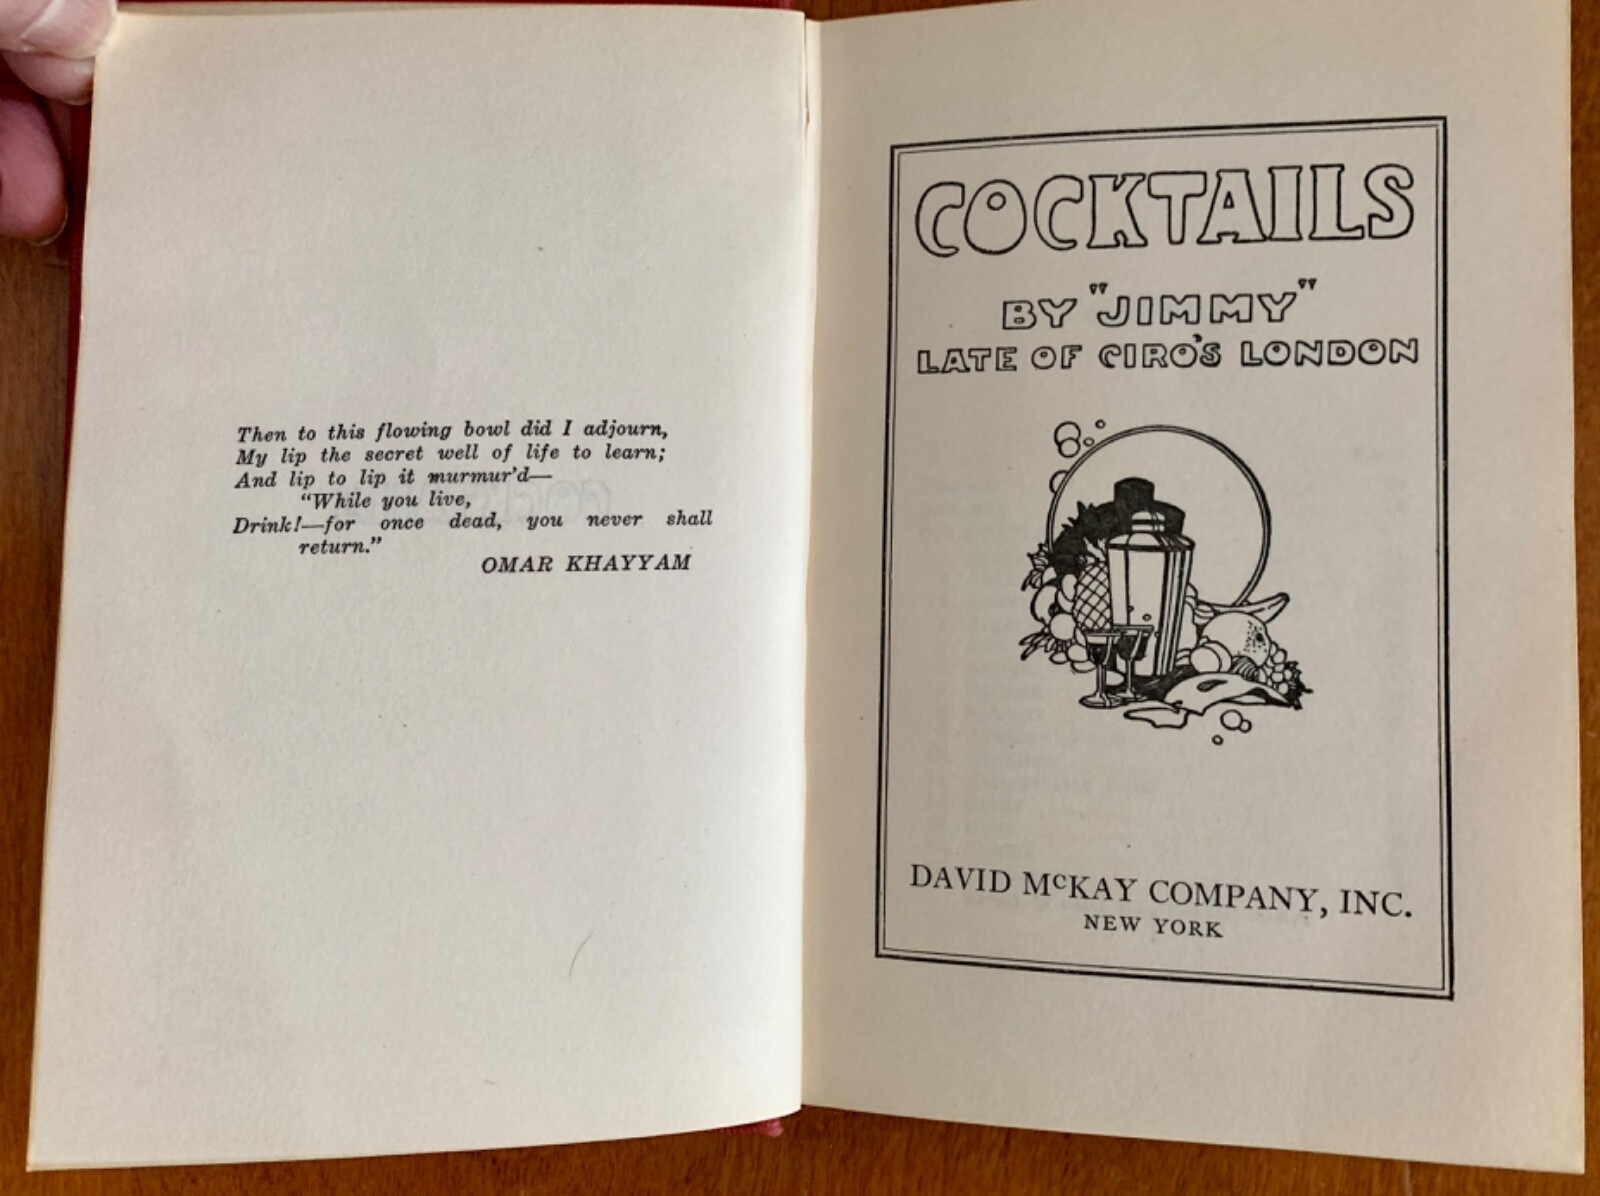 Then to this flowing bowl did I adjourn,
My lip the secret well of life to learn;
And lip to lip it murmur'd—
"While you live,
Drink!—for once dead, you never shall
return."
OMAR KHAYYAM
COCKTAILS
BY "JIMMY"
LATE OF CIRO'S LONDON
DAVID McKAY COMPANY, INC.
NEW YORK